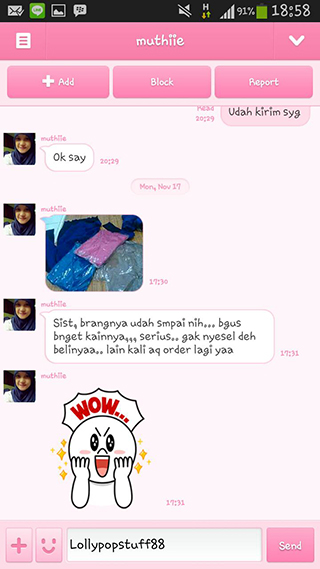 H
91% 18:58
muthiie
Add
Block
Report
Read
20:29
Udah kirim syg
muthiie
Ok say
20:29
Mon, Nov 17
muthiie
17:30
muthiie
Sist, brangnya udah smpai nih,,, bgus
bnget kainnya,,, serius.. gak nyesel deh
belinyaa.. lain kali aq order lagi yaa
17:31
muthiie
WOW...
17:31
Lollypopstuff88
Send